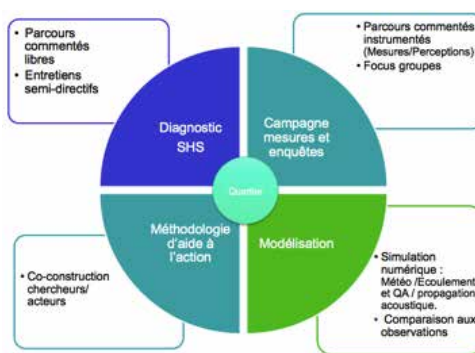 • Parcours
commentés
libres
• Entretiens
semi-directifs
• Parcours commentés
instrumentés
(Mesures/Perceptions)
• Focus groupes
Diagnostic
SHS
Campagne
mesures et
enquêtes
Quartier
Méthodologie
d'aide à
l'action
Modélisation
• Co-construction
chercheurs/
acteurs
• Simulation
numérique :
Météo /Ecoulement
et QA / propagation
acoustique.
• Comparaison aux
observations